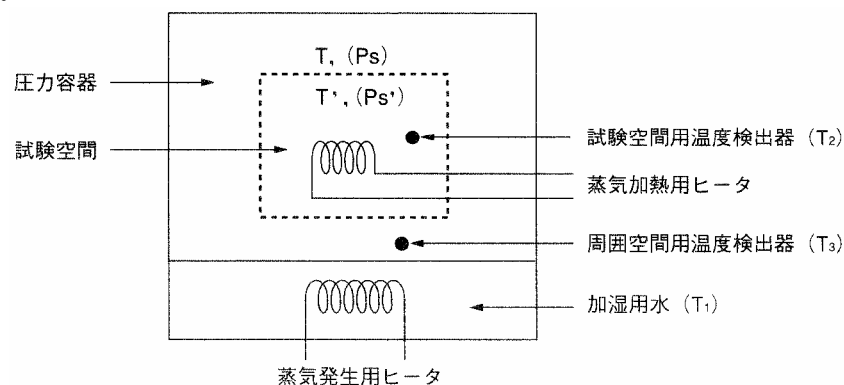 T, (Ps)
圧力容器
T', (Ps')
試験空間用温度検出器 (T₂)
試験空間
蒸気加熱用ヒータ
周囲空間用温度検出器 (T₃)
加湿用水 (T₁)
蒸気発生用ヒータ